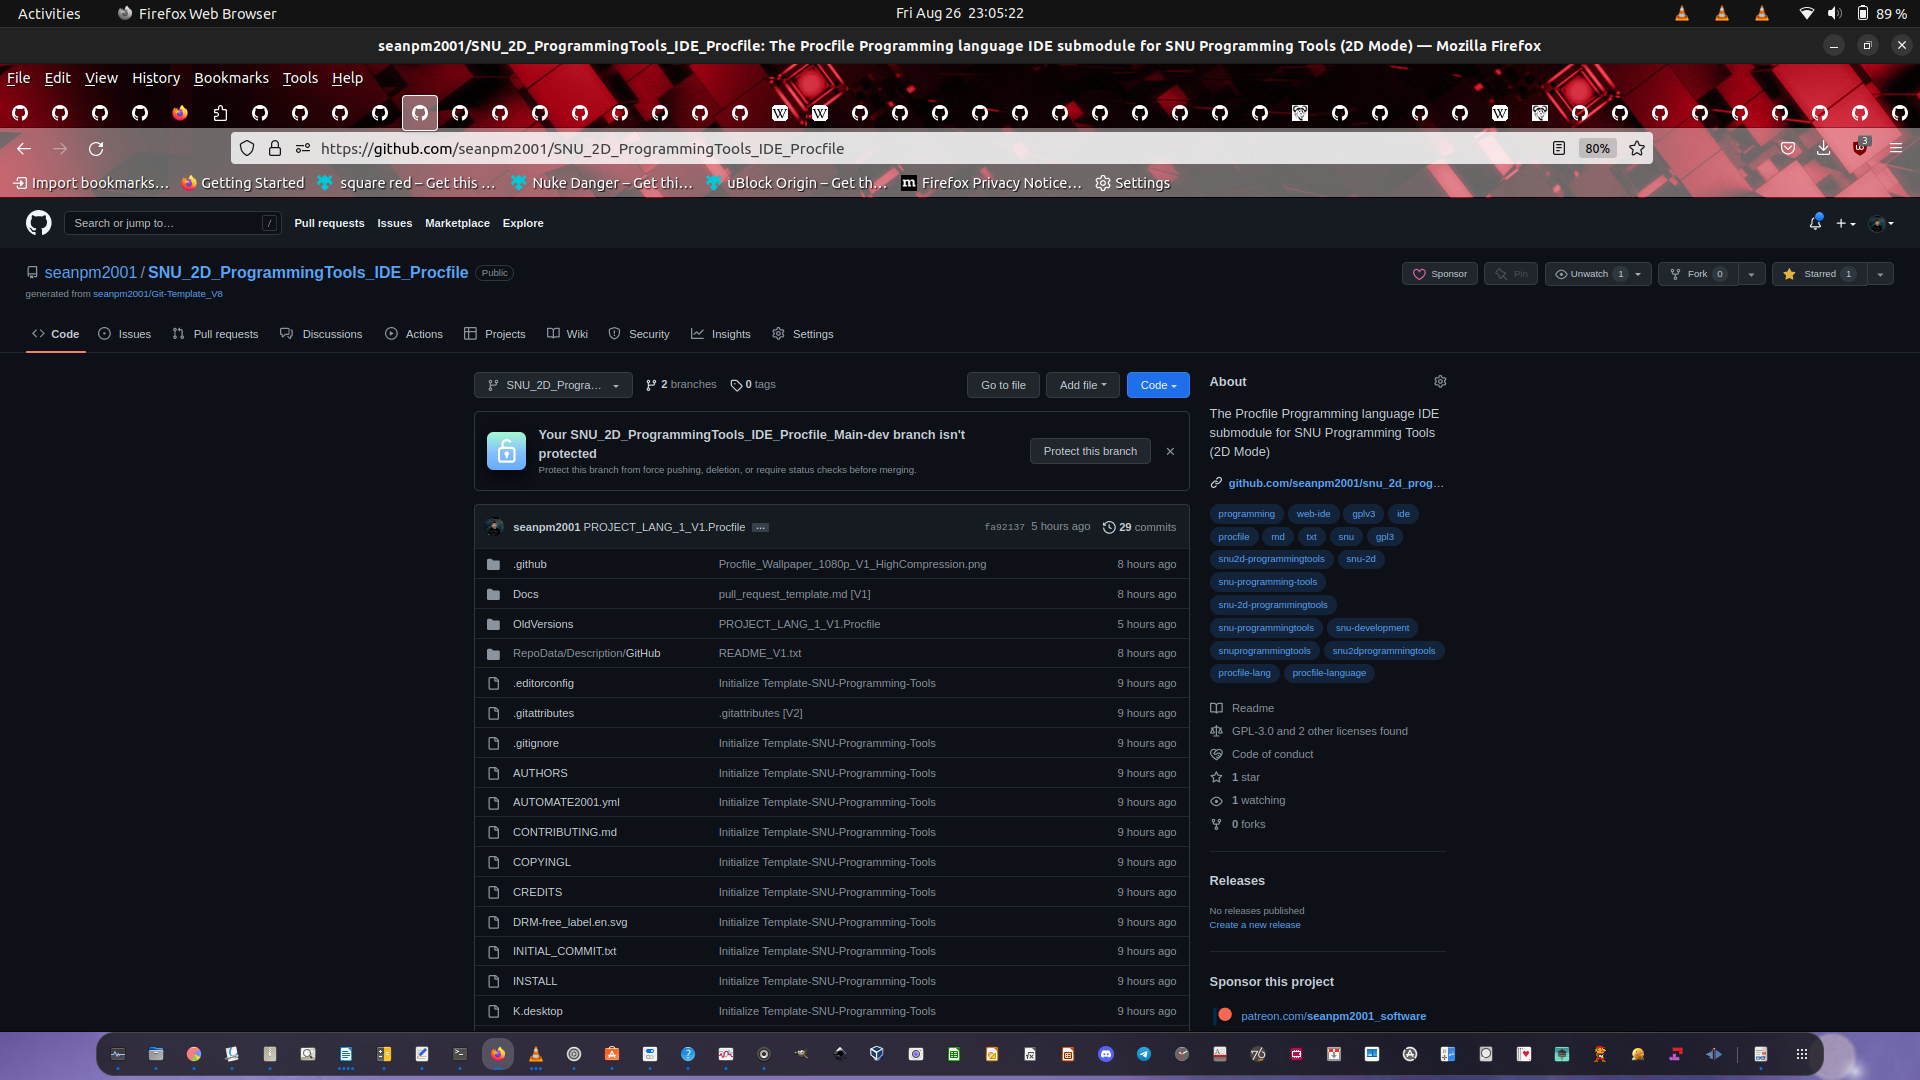 Activities Firefox Web Browser Fri Aug 26 23:05:22 89 %
seanpm2001/SNU_2D_ProgrammingTools_IDE_Procfile: The Procfile Programming language IDE submodule for SNU Programming Tools (2D Mode) — Mozilla Firefox
File Edit View History Bookmarks Tools Help
https://github.com/seanpm2001/SNU_2D_ProgrammingTools_IDE_Procfile 80% 3
Import bookmarks… Getting Started square red – Get this … Nuke Danger – Get thi… uBlock Origin – Get th… Firefox Privacy Notice… Settings
Search or jump to… / Pull requests Issues Marketplace Explore
seanpm2001 / SNU_2D_ProgrammingTools_IDE_Procfile Public Sponsor Pin Unwatch 1 Fork 0 Starred 1
generated from seanpm2001/Git-Template_V8
Code Issues Pull requests Discussions Actions Projects Wiki Security Insights Settings
SNU_2D_Progra… 2 branches 0 tags Go to file Add file Code
Your SNU_2D_ProgrammingTools_IDE_Procfile_Main-dev branch isn't
protected
Protect this branch from force pushing, deletion, or require status checks before merging.
Protect this branch
seanpm2001 PROJECT_LANG_1_V1.Procfile … fa92137 5 hours ago 29 commits
.github Procfile_Wallpaper_1080p_V1_HighCompression.png 8 hours ago
Docs pull_request_template.md [V1] 8 hours ago
OldVersions PROJECT_LANG_1_V1.Procfile 5 hours ago
RepoData/Description/GitHub README_V1.txt 8 hours ago
.editorconfig Initialize Template-SNU-Programming-Tools 9 hours ago
.gitattributes .gitattributes [V2] 9 hours ago
.gitignore Initialize Template-SNU-Programming-Tools 9 hours ago
AUTHORS Initialize Template-SNU-Programming-Tools 9 hours ago
AUTOMATE2001.yml Initialize Template-SNU-Programming-Tools 9 hours ago
CONTRIBUTING.md Initialize Template-SNU-Programming-Tools 9 hours ago
COPYINGL Initialize Template-SNU-Programming-Tools 9 hours ago
CREDITS Initialize Template-SNU-Programming-Tools 9 hours ago
DRM-free_label.en.svg Initialize Template-SNU-Programming-Tools 9 hours ago
INITIAL_COMMIT.txt Initialize Template-SNU-Programming-Tools 9 hours ago
INSTALL Initialize Template-SNU-Programming-Tools 9 hours ago
K.desktop Initialize Template-SNU-Programming-Tools 9 hours ago
About
The Procfile Programming language IDE
submodule for SNU Programming Tools
(2D Mode)
github.com/seanpm2001/snu_2d_prog…
programming web-ide gplv3 ide
procfile md txt snu gpl3
snu2d-programmingtools snu-2d
snu-programming-tools
snu-2d-programmingtools
snu-programmingtools snu-development
snuprogrammingtools snu2dprogrammingtools
procfile-lang procfile-language
Readme
GPL-3.0 and 2 other licenses found
Code of conduct
1 star
1 watching
0 forks
Releases
No releases published
Create a new release
Sponsor this project
patreon.com/seanpm2001_software